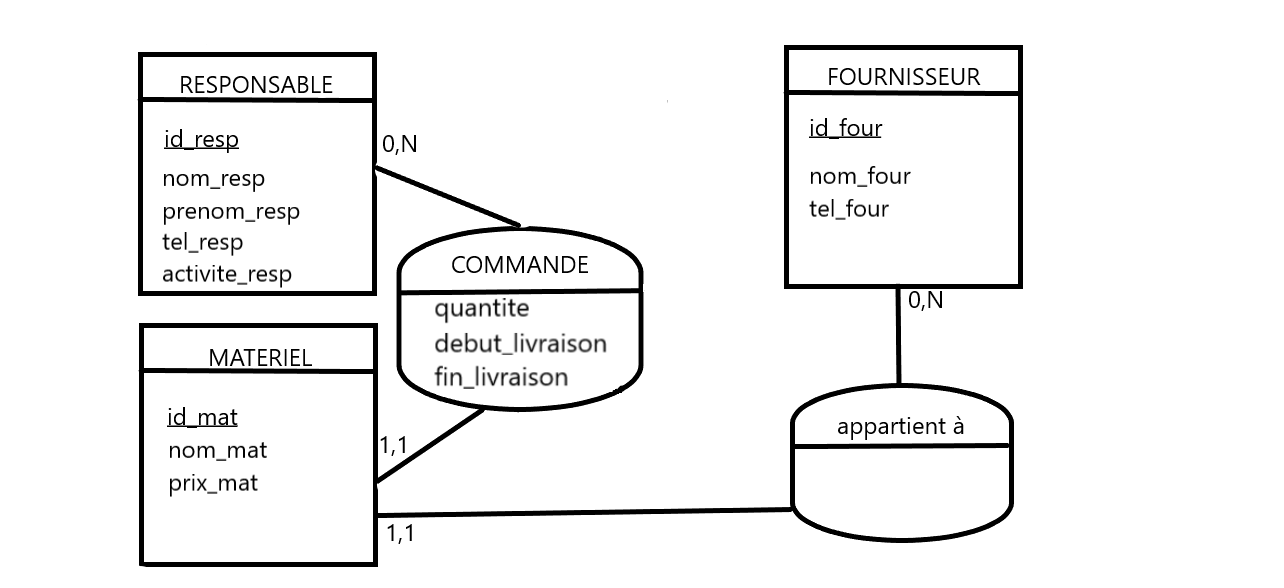 RESPONSABLE
id_resp
nom_resp
prenom_resp
tel_resp
activite_resp
0,N
COMMANDE
quantite
debut_livraison
fin_livraison
MATERIEL
id_mat
nom_mat
prix_mat
1,1
1,1
FOURNISSEUR
id_four
nom_four
tel_four
0,N
appartient à